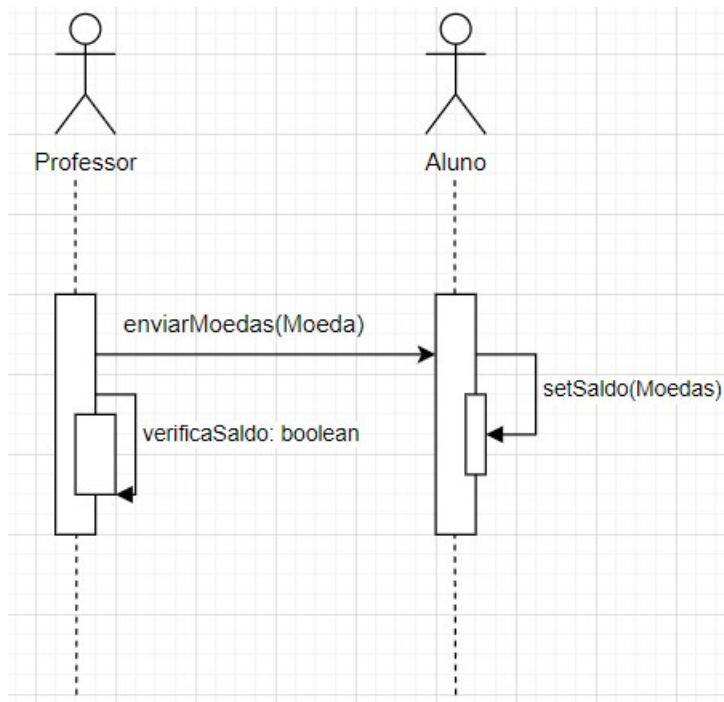 Professor
Aluno
enviarMoedas(Moeda)
setSaldo(Moedas)
verificaSaldo: boolean